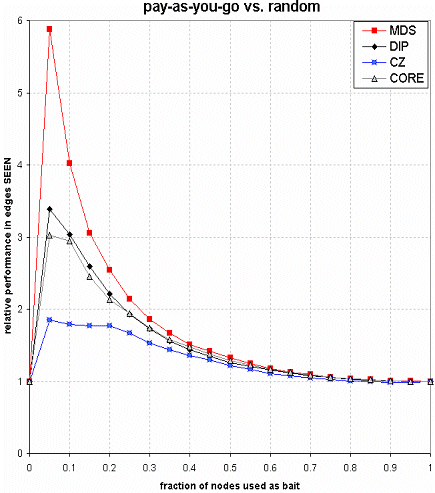 pay-as-you-go vs. random
MDS
DIP
CZ
CORE
relative performance in edges SEEN
6
5
4
3
2
1
0
0 0.1 0.2 0.3 0.4 0.5 0.6 0.7 0.8 0.9 1
fraction of nodes used as bait